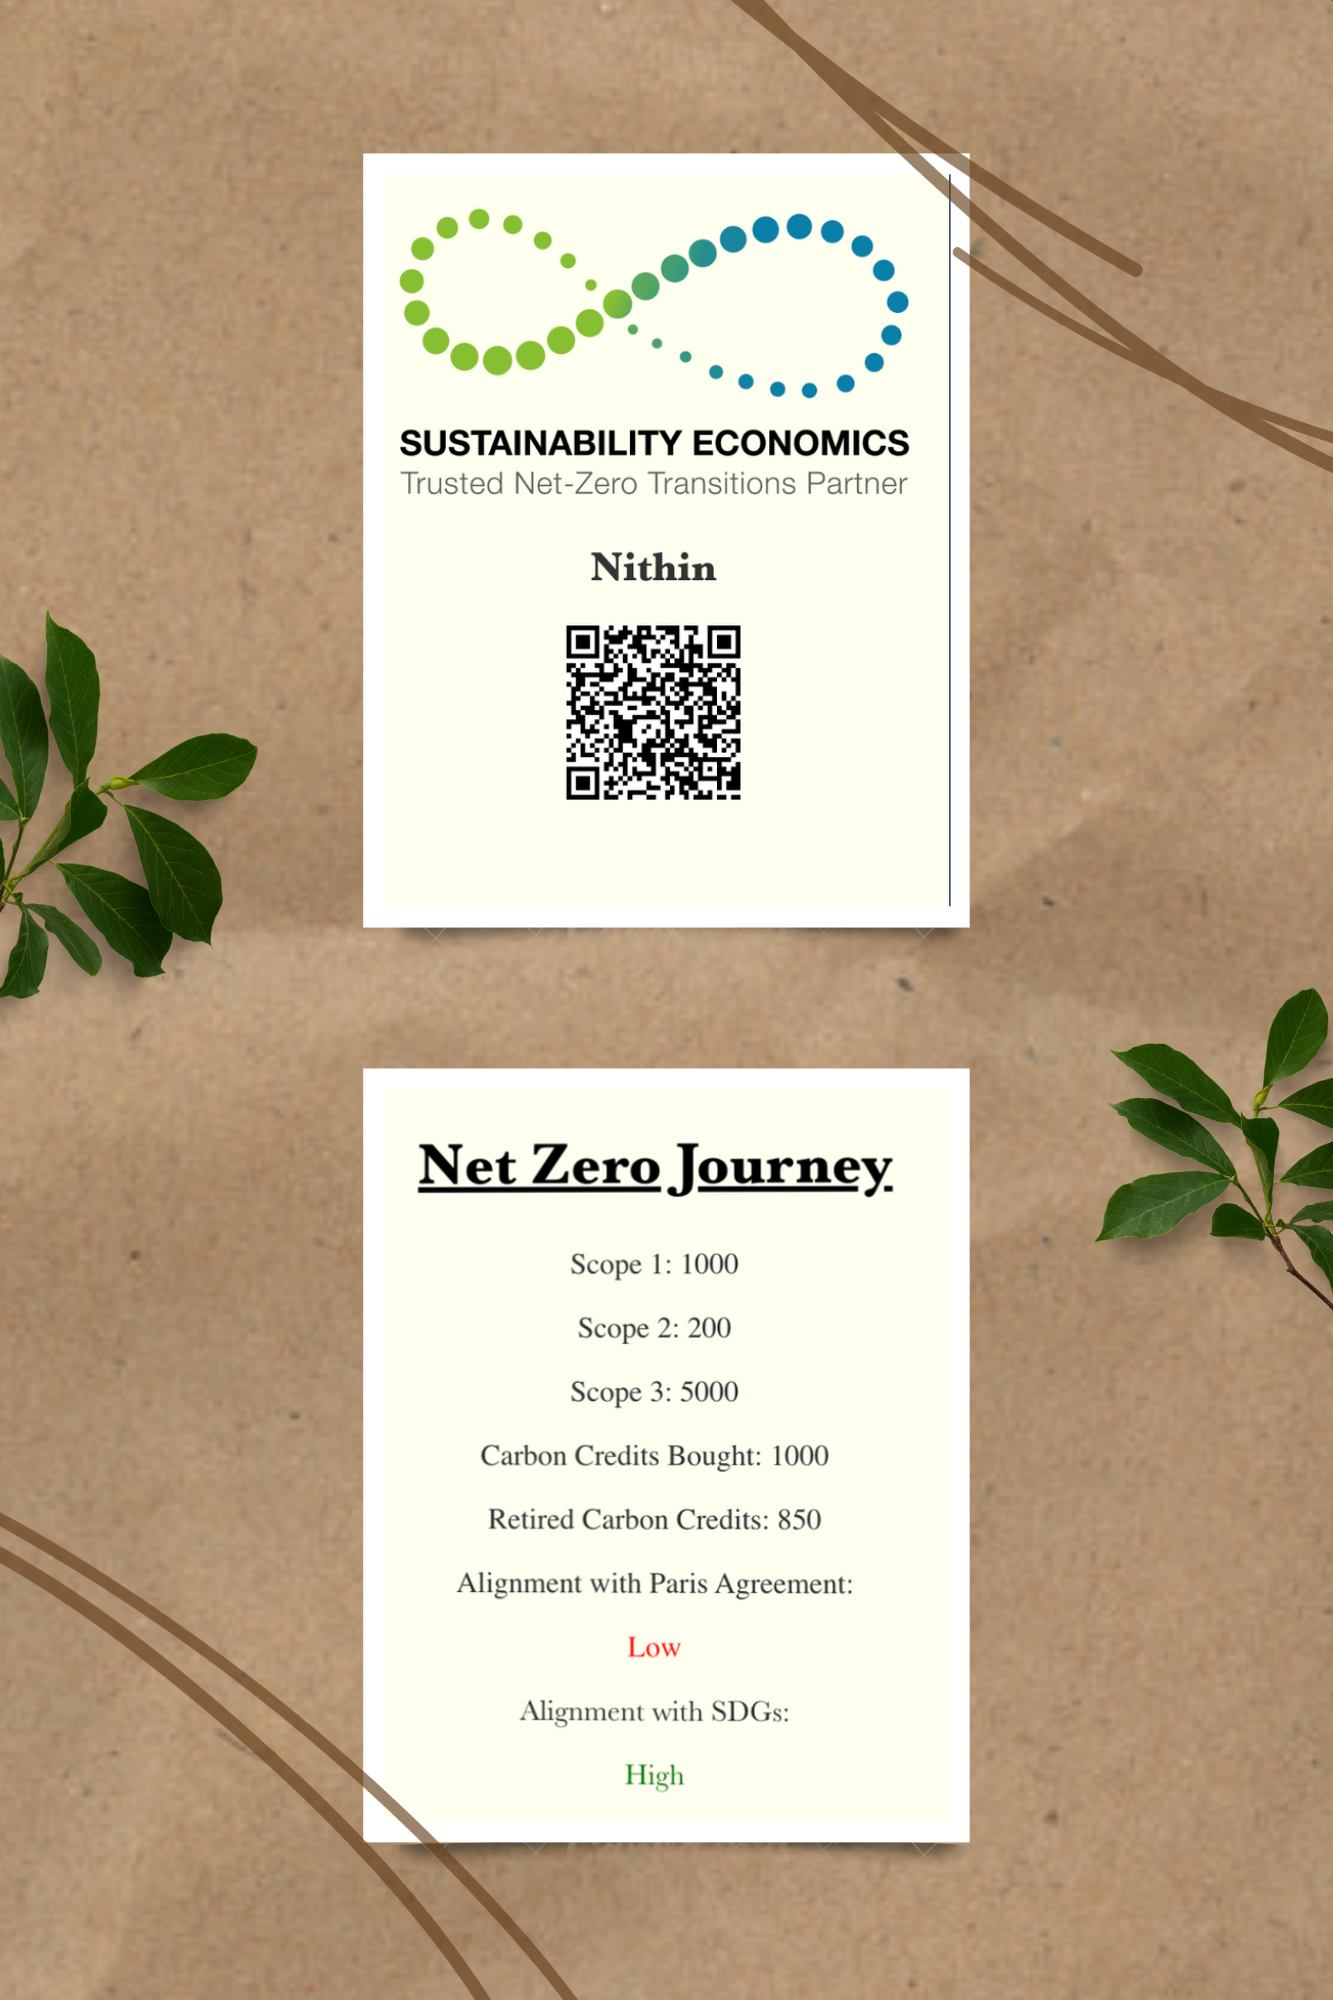 SUSTAINABILITY ECONOMICS
Trusted Net-Zero Transitions Partner
Nithin
Net Zero Journey
Scope 1: 1000
Scope 2: 200
Scope 3: 5000
Carbon Credits Bought: 1000
Retired Carbon Credits: 850
Alignment with Paris Agreement:
Low
Alignment with SDGs:
High